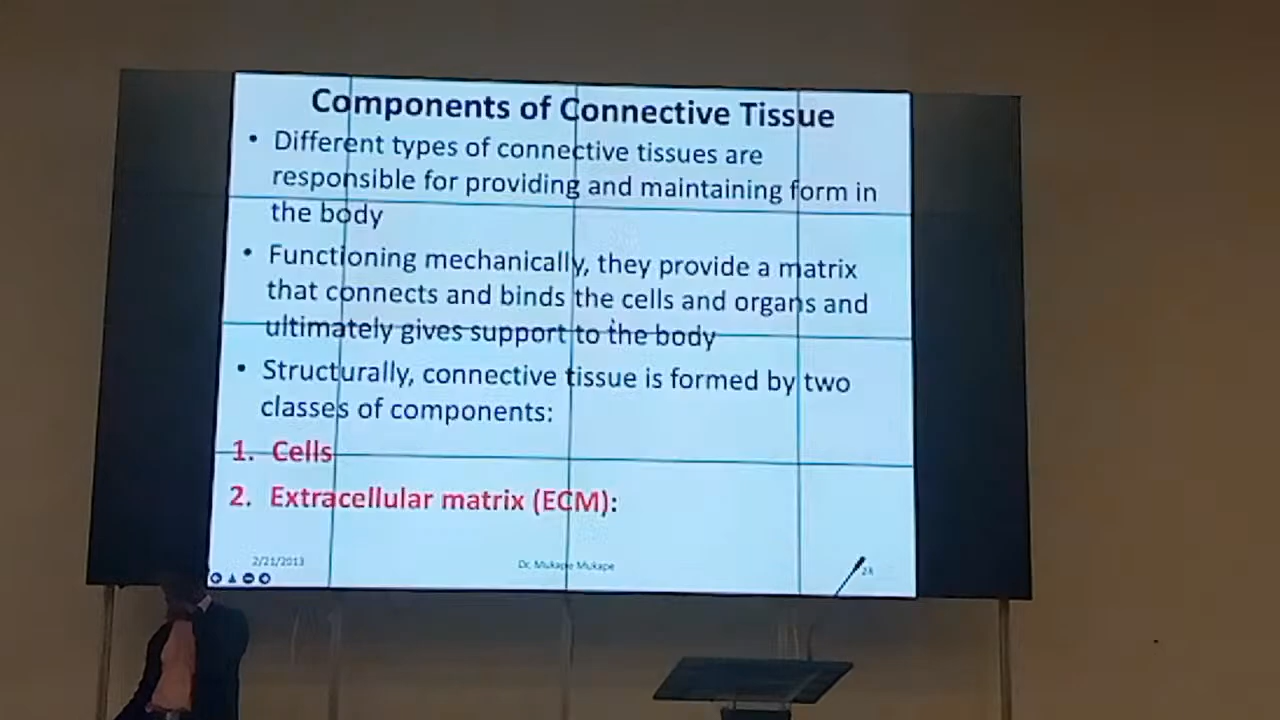 Components of Connective Tissue
• Different types of connective tissues are
responsible for providing and maintaining form in
the body
• Functioning mechanically, they provide a matrix
that connects and binds the cells and organs and
ultimately gives support to the body
• Structurally, connective tissue is formed by two
classes of components:
1. Cells
2. Extracellular matrix (ECM):
2/21/2013
Dr. Mukape Mukape